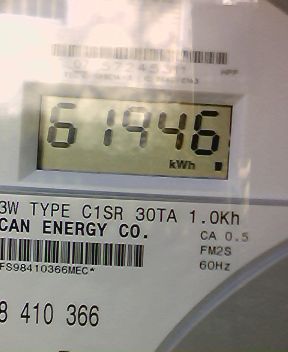 61946
kWh
3W TYPE C1SR 30TA 1.0Kh
CAN ENERGY CO.
CA 0.5
FM2S
60Hz
FS98410366MEC*
8 410 366